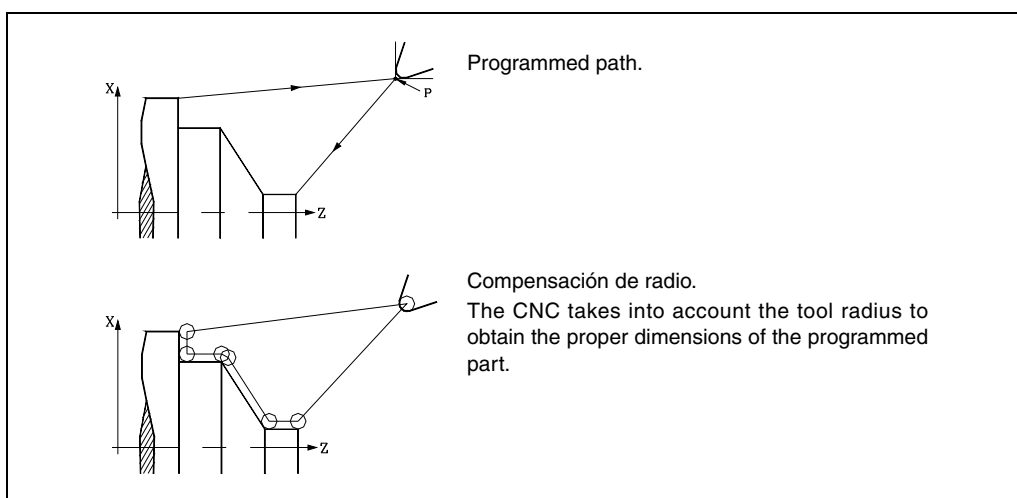 Programmed path.
X
P
Z
Compensación de radio.
The CNC takes into account the tool radius to
obtain the proper dimensions of the programmed
part.
X
Z